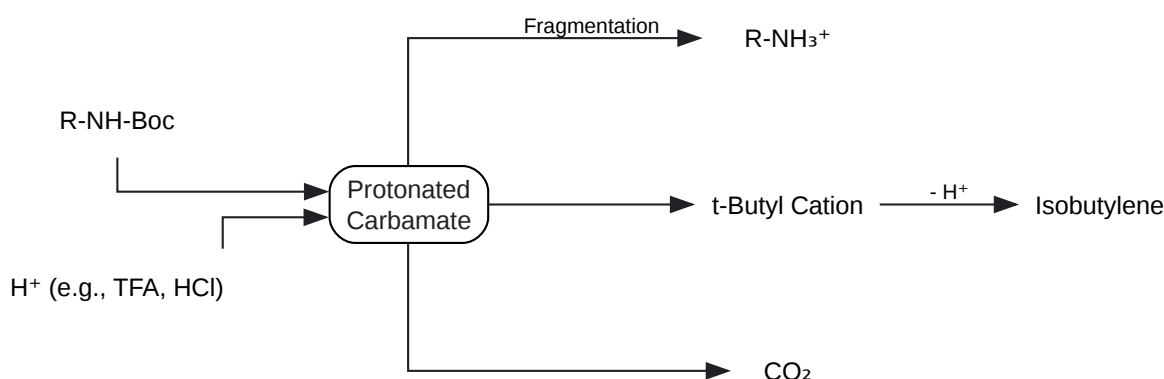 Fragmentation
R-NH₃⁺
R-NH-Boc
Protonated
Carbamate
t-Butyl Cation
- H⁺
Isobutylene
H⁺ (e.g., TFA, HCl)
CO₂